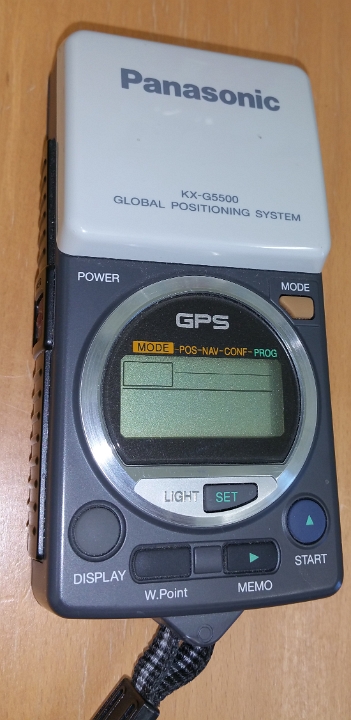 Panasonic
KX-G5500
GLOBAL POSITIONING SYSTEM
POWER
MODE
GPS
MODE-POS-NAV-CONF-PROG
LiGHT SET
START
DISPLAY
W.Point
MEMO